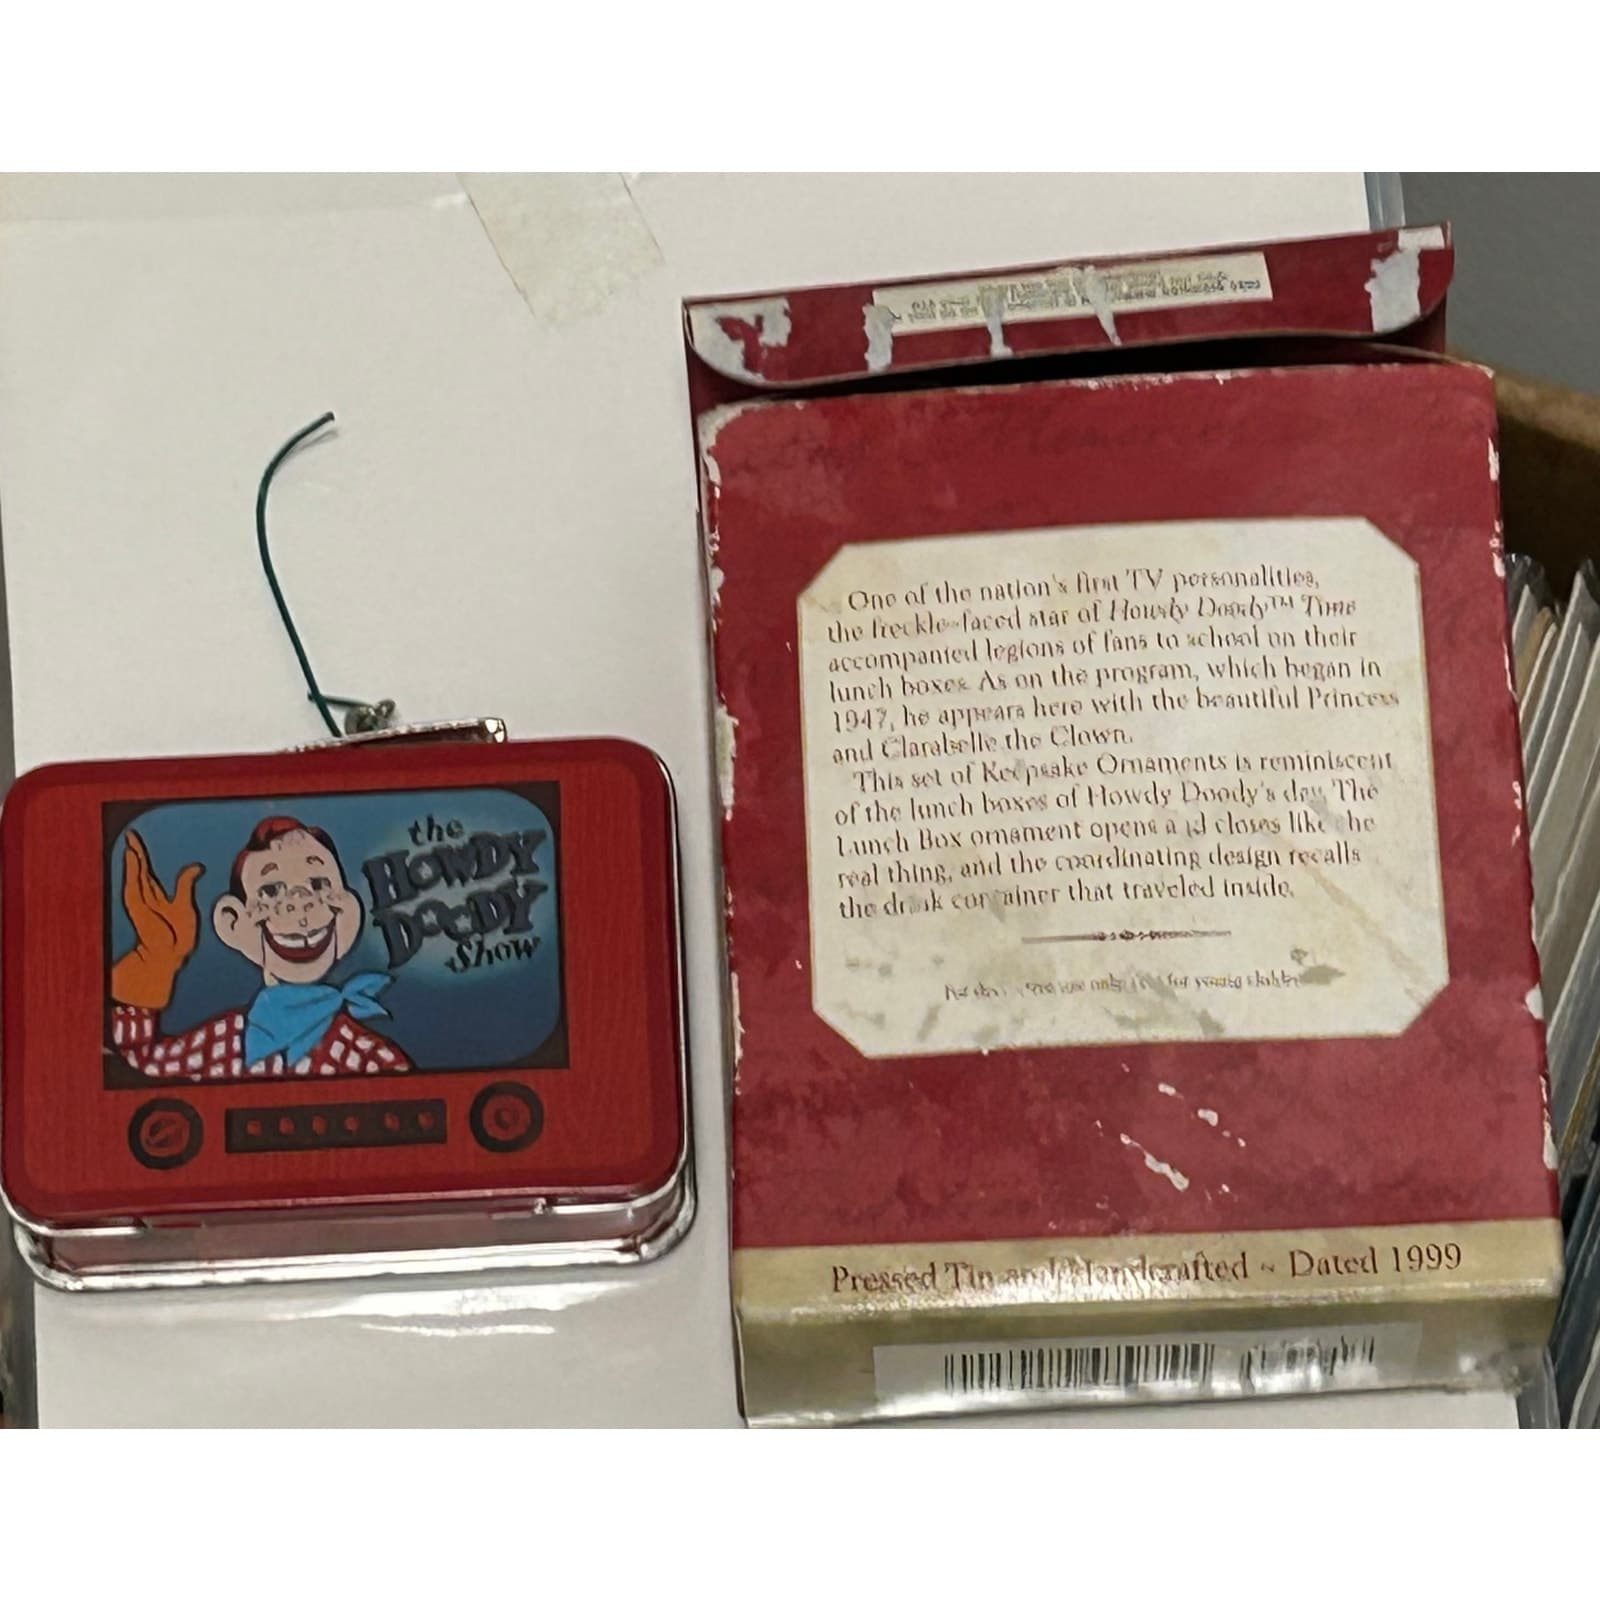 the
HOWDY
DOODY
Show
One of the nation's first TV personalities,
the freckle-faced star of Howdy Doody™ Time
accompanied legions of fans to school on their
lunch boxes. As on the program, which began in
1947, he appears here with the beautiful Princess
and Clarabelle the Clown.
This set of Keepsake Ornaments is reminiscent
of the lunch boxes of Howdy Doody's day. The
Lunch Box ornament opens and closes like the
real thing, and the coordinating design recalls
the drink container that traveled inside.
for young children
Pressed Tin and Handcrafted ~ Dated 1999